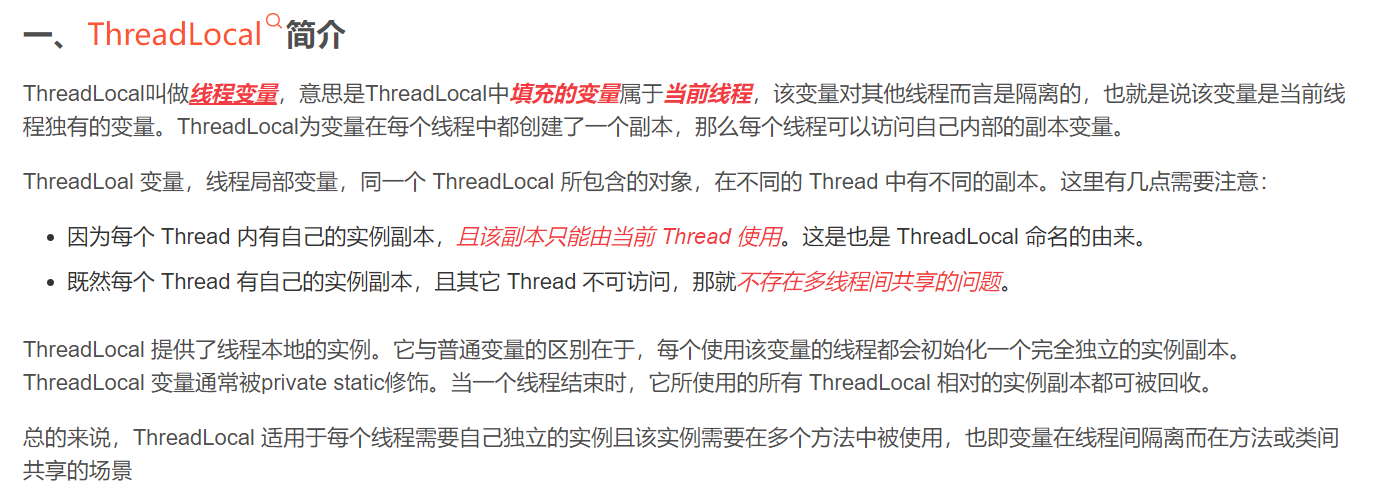 一、ThreadLocal简介
ThreadLocal叫做线程变量，意思是ThreadLocal中填充的变量属于当前线程，该变量对其他线程而言是隔离的，也就是说该变量是当前线
程独有的变量。ThreadLocal为变量在每个线程中都创建了一个副本，那么每个线程可以访问自己内部的副本变量。
ThreadLoal 变量，线程局部变量，同一个 ThreadLocal 所包含的对象，在不同的 Thread 中有不同的副本。这里有几点需要注意：
• 因为每个 Thread 内有自己的实例副本，且该副本只能由当前 Thread 使用。这是也是 ThreadLocal 命名的由来。
• 既然每个 Thread 有自己的实例副本，且其它 Thread 不可访问，那就不存在多线程间共享的问题。
ThreadLocal 提供了线程本地的实例。它与普通变量的区别在于，每个使用该变量的线程都会初始化一个完全独立的实例副本。
ThreadLocal 变量通常被private static修饰。当一个线程结束时，它所使用的所有 ThreadLocal 相对的实例副本都可被回收。
总的来说，ThreadLocal 适用于每个线程需要自己独立的实例且该实例需要在多个方法中被使用，也即变量在线程间隔离而在方法或类间
共享的场景